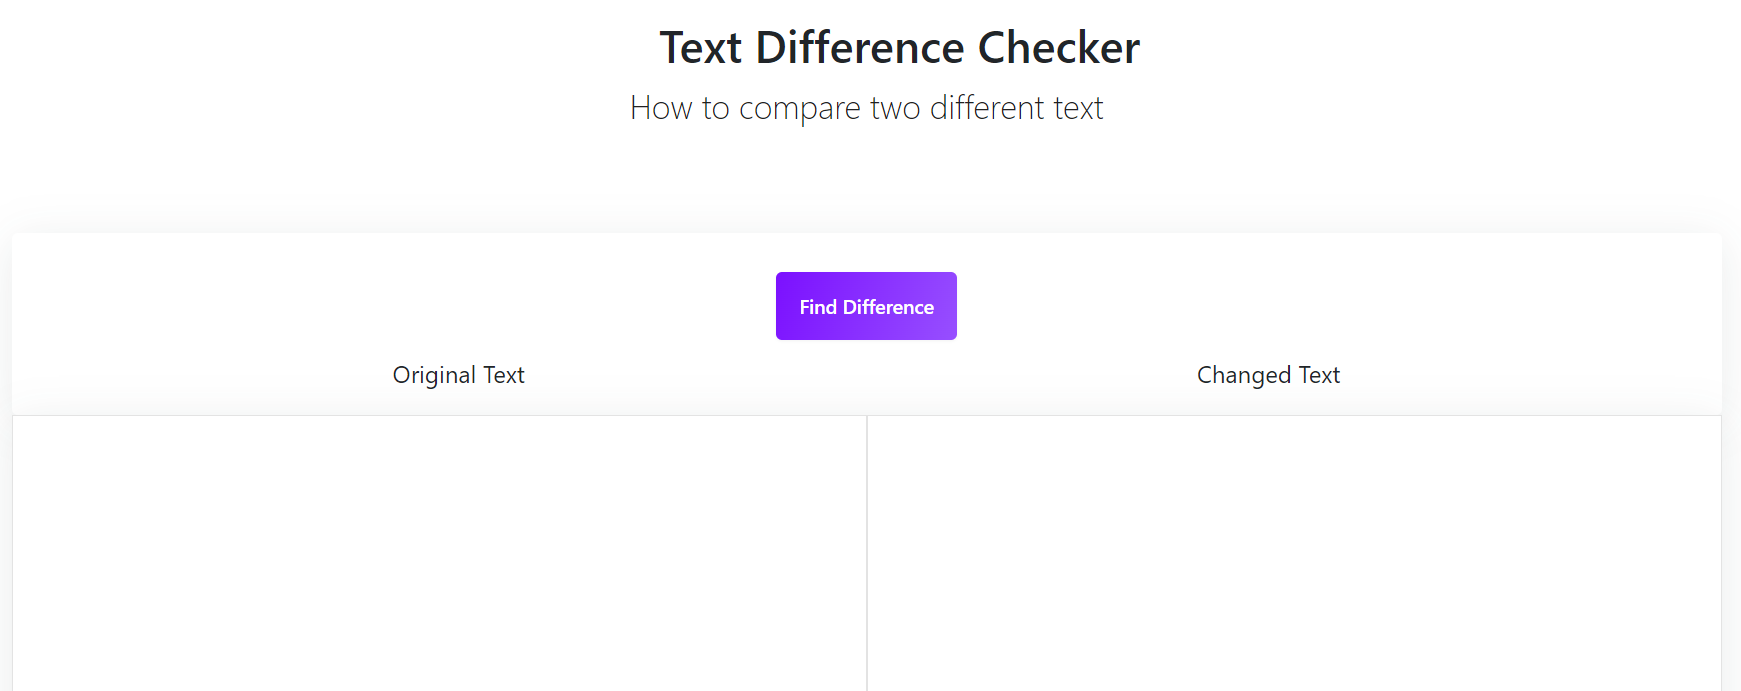 Text Difference Checker
How to compare two different text
Find Difference
Original Text
Changed Text